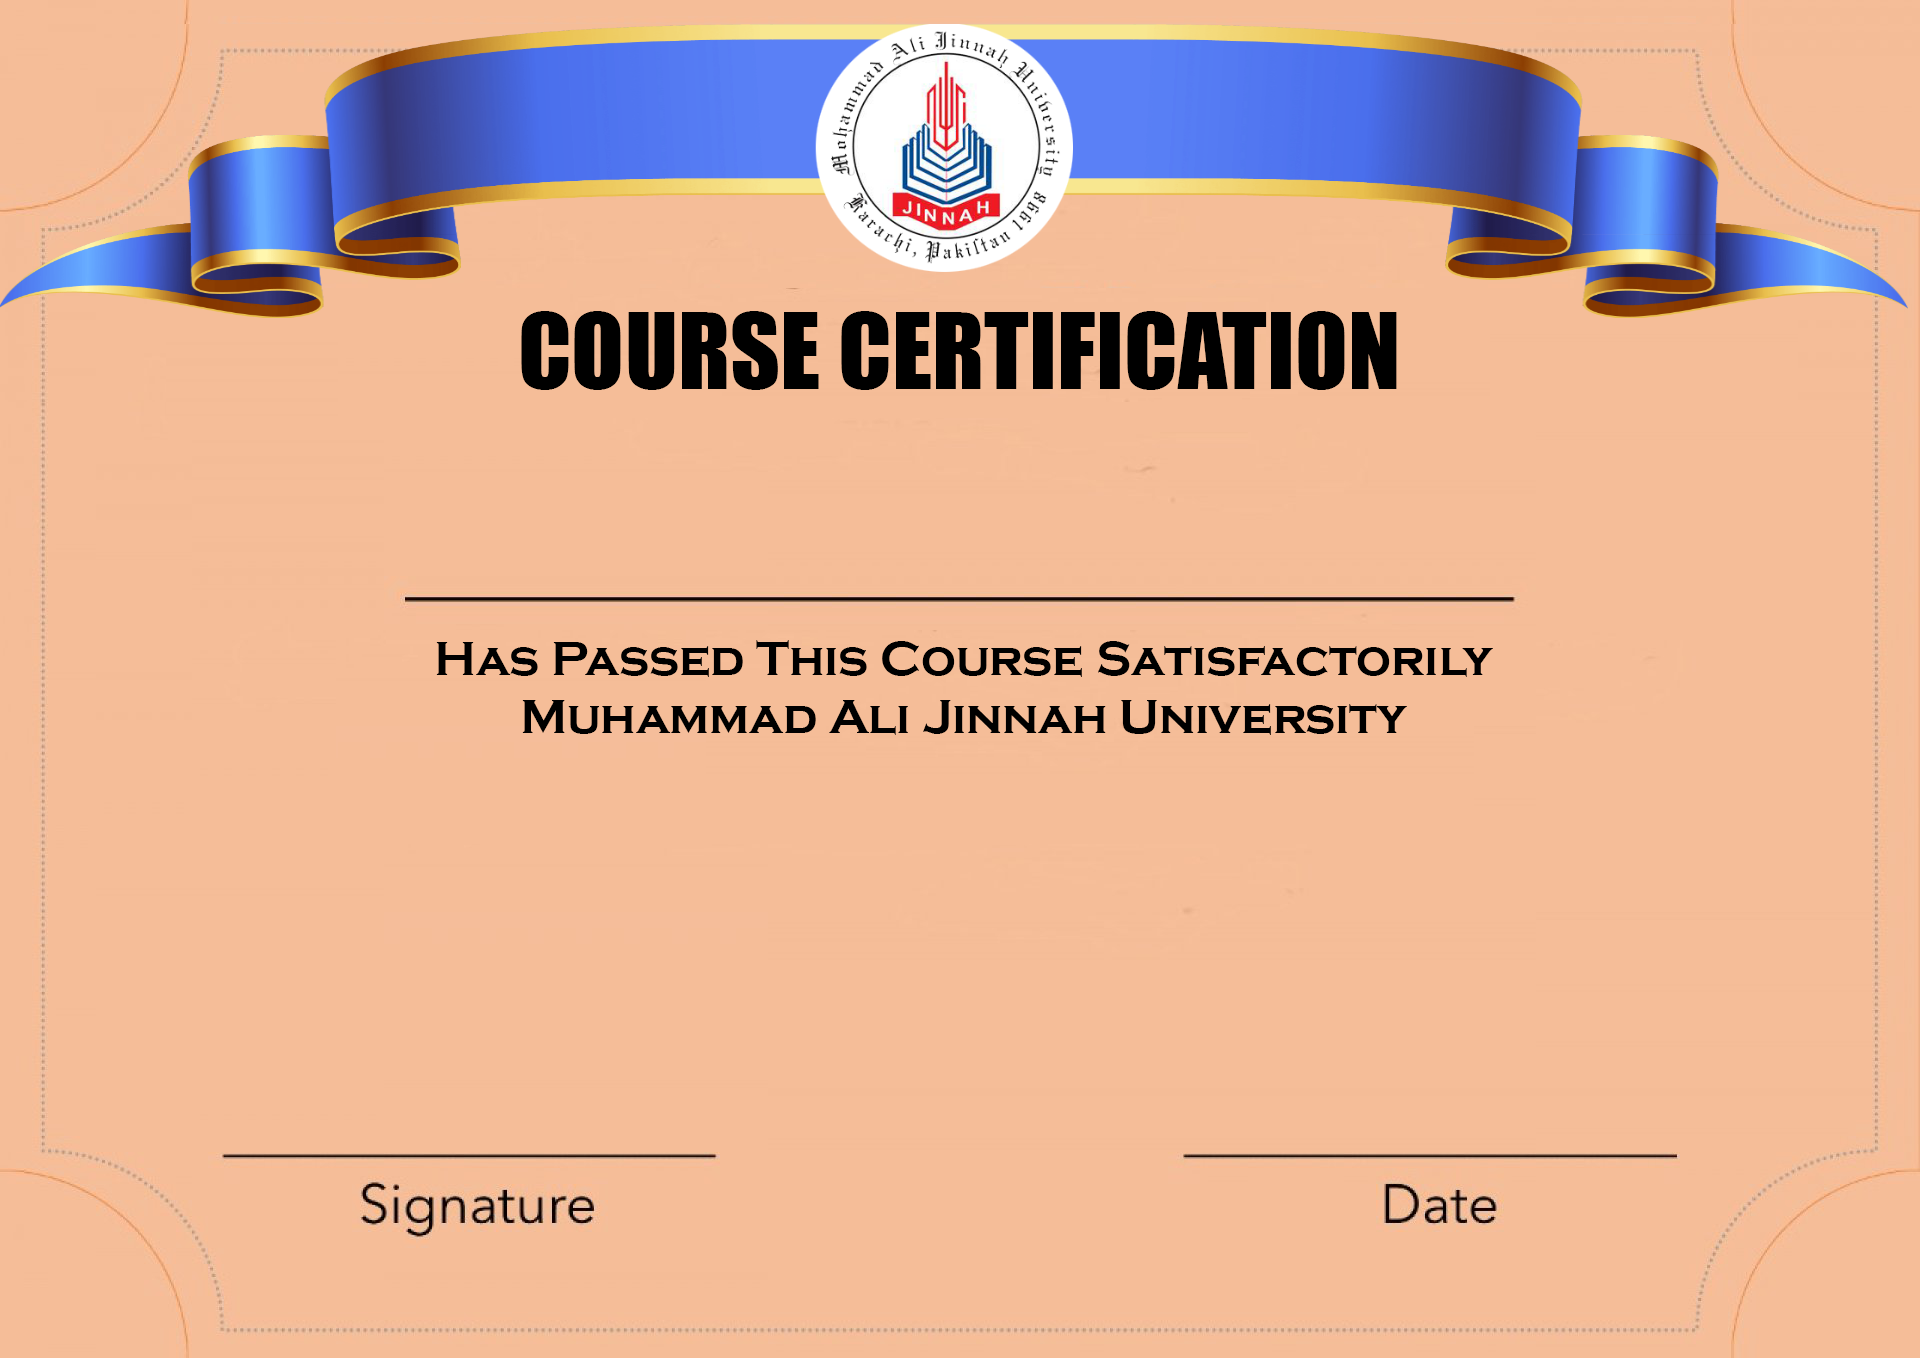 Mohammad Ali Jinnah University
JINNAH
Karachi, Pakistan 1998
COURSE CERTIFICATION
Has Passed This Course Satisfactorily
Muhammad Ali Jinnah University
Signature
Date